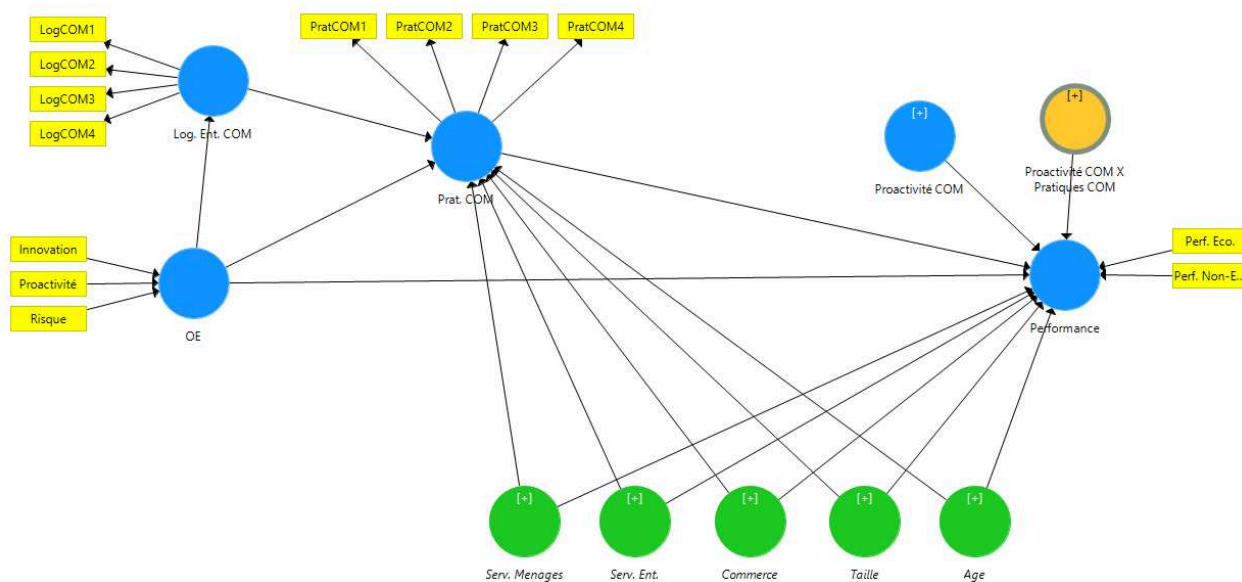 LogCOM1
LogCOM2
LogCOM3
LogCOM4
Log. Ent. COM
PratCOM1
PratCOM2
PratCOM3
PratCOM4
Prat. COM
[+]
Proactivité COM
[+]
Proactivité COM X
Pratiques COM
Innovation
Proactivité
Risque
OE
Perf. Eco.
Perf. Non-E...
Performance
[+]
Serv. Menages
[+]
Serv. Ent.
[+]
Commerce
[+]
Taille
[+]
Age